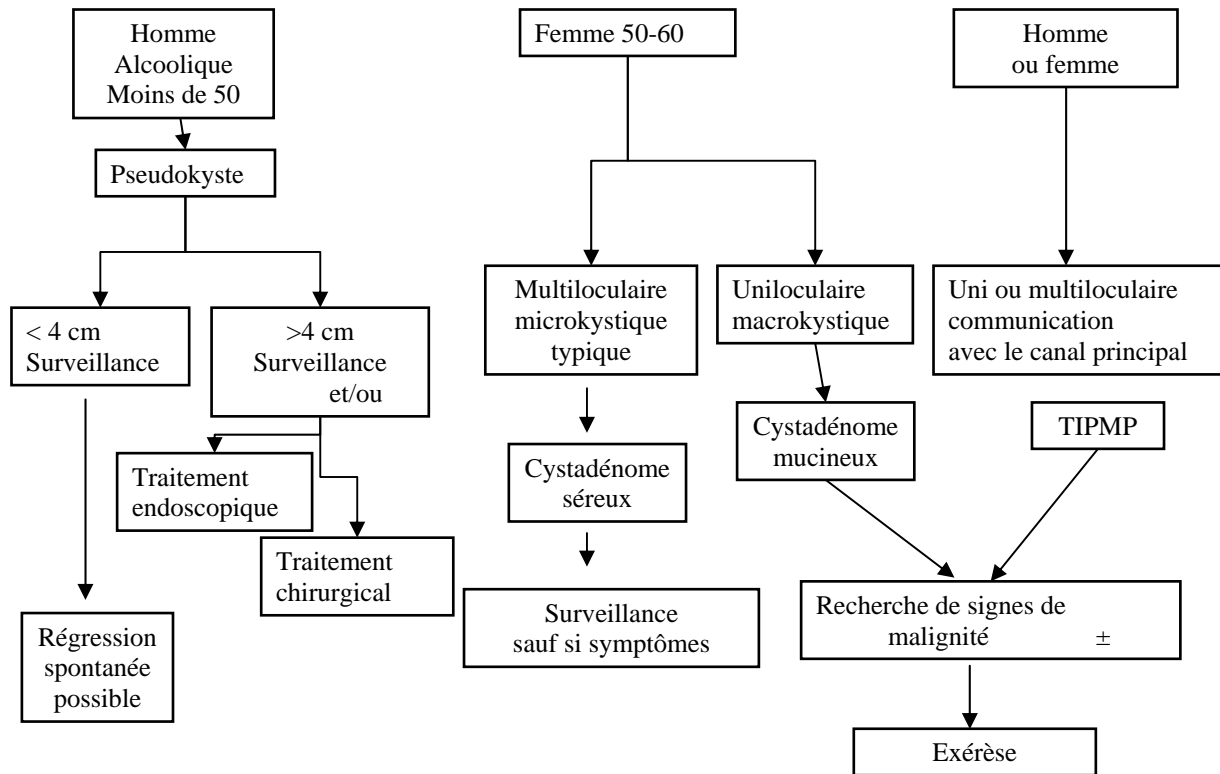 Homme
Alcoolique
Moins de 50
Femme 50-60
Homme
ou femme
Pseudokyste
< 4 cm
Surveillance
>4 cm
Surveillance
et/ou
Multiloculaire
microkystique
typique
Uniloculaire
macrokystique
Uni ou multiloculaire
communication
avec le canal principal
Traitement
endoscopique
Traitement
chirurgical
Cystadénome
séreux
Cystadénome
mucineux
TIPMP
Régression
spontanée
possible
Surveillance
sauf si symptômes
Recherche de signes de
malignité ±
Exérèse